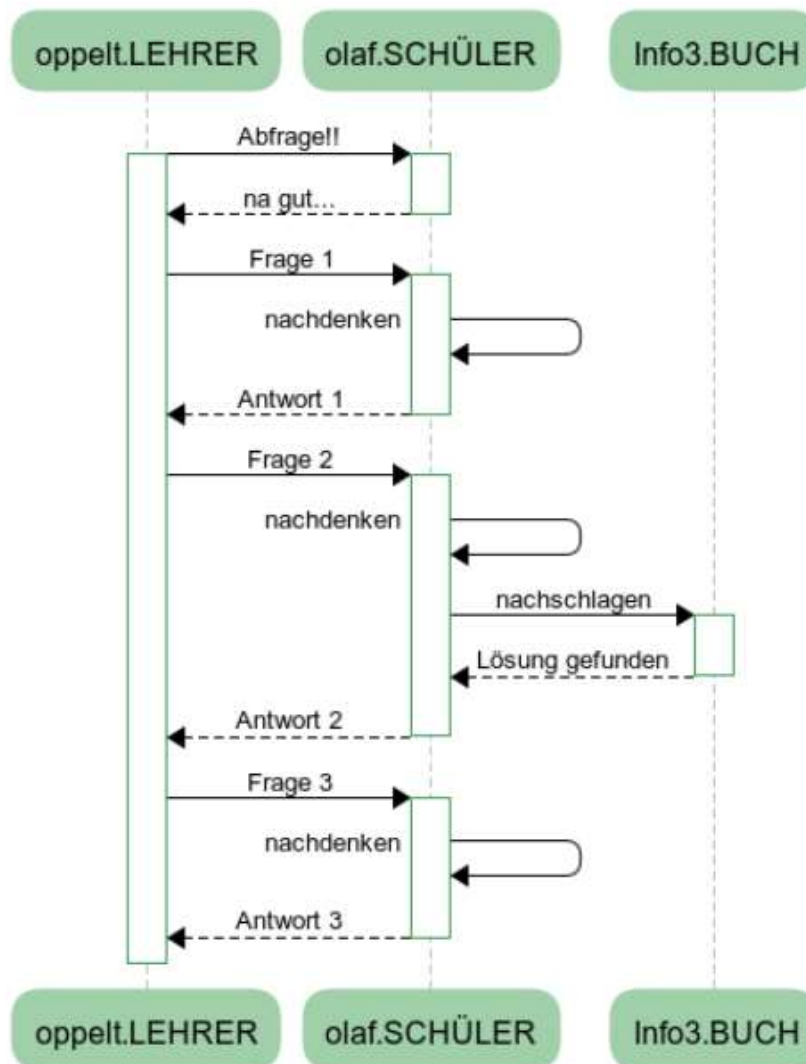 oppelt.LEHRER
olaf.SCHÜLER
Info3.BUCH
Abfrage!!
na gut...
Frage 1
nachdenken
Antwort 1
Frage 2
nachdenken
nachschlagen
Lösung gefunden
Antwort 2
Frage 3
nachdenken
Antwort 3
oppelt.LEHRER
olaf.SCHÜLER
Info3.BUCH